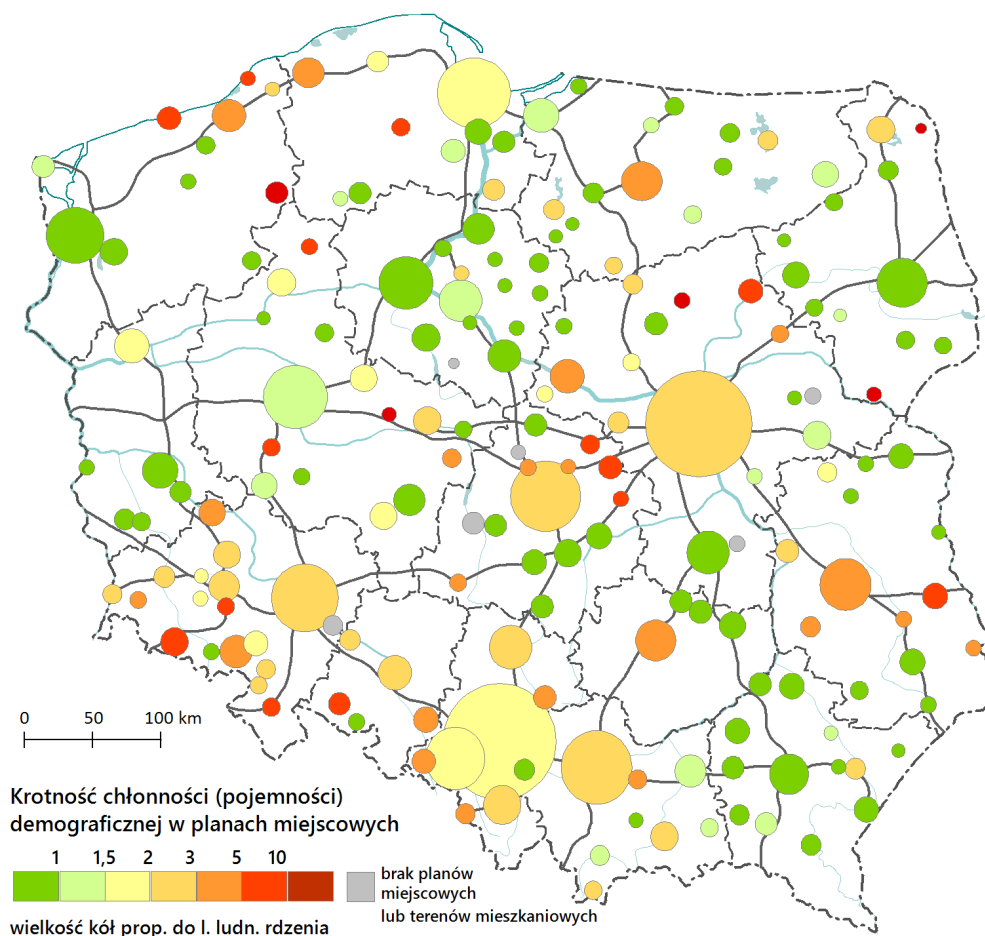 0 50 100 km
Krotność chłonności (pojemności)
demograficznej w planach miejscowych
1 1,5 2 3 5 10
brak planów
miejscowych
lub terenów mieszkaniowych
wielkość kół prop. do l. ludn. rdzenia